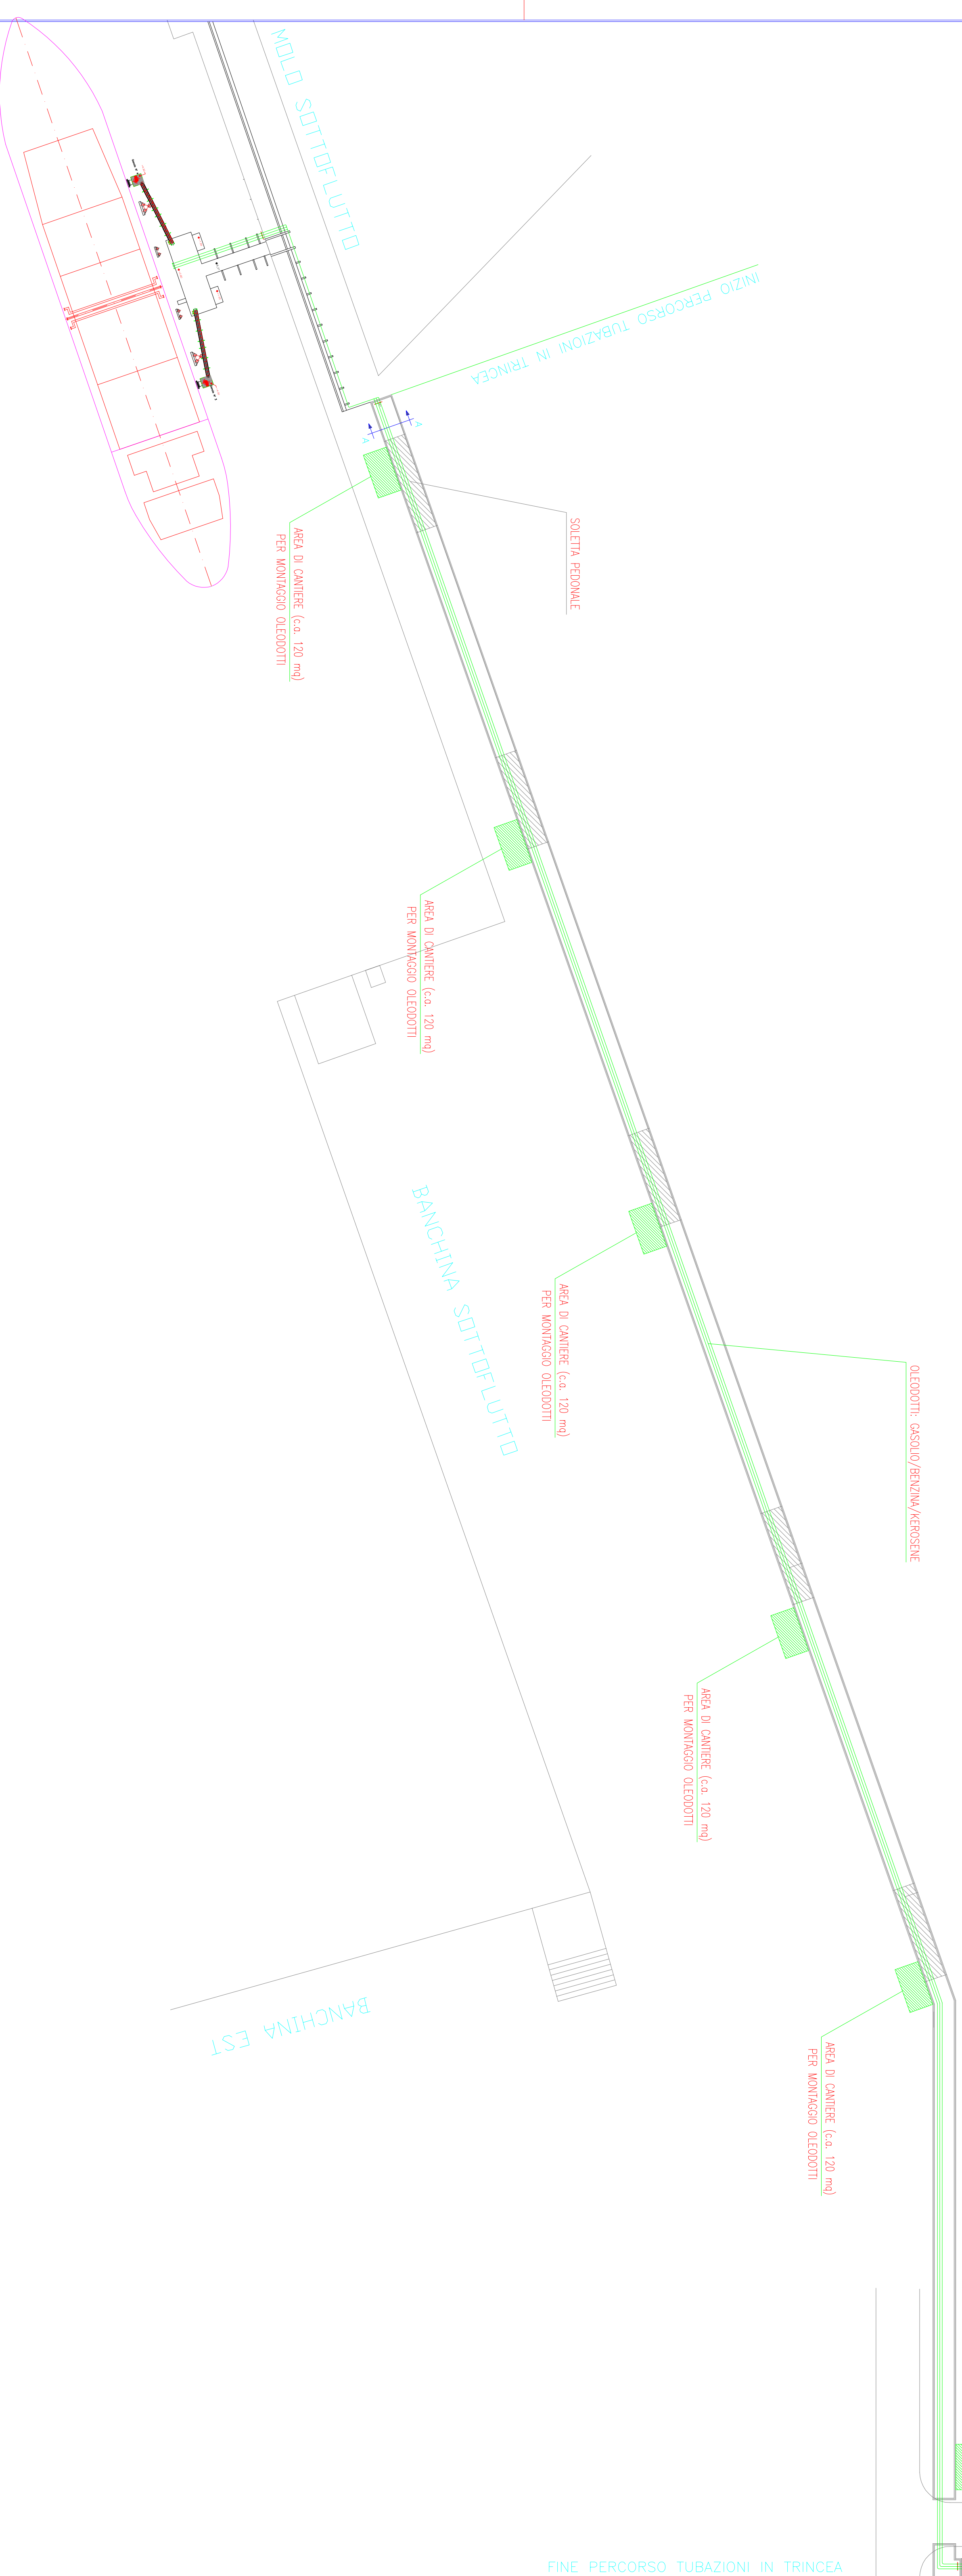 MOLO SOTTOFLUTTO
INIZIO PERCORSO TUBAZIONI IN TRINCEA
A
A
SOLETTA PEDONALE
AREA DI CANTIERE (c.a. 120 mq)
PER MONTAGGIO OLEODOTTI
AREA DI CANTIERE (c.a. 120 mq)
PER MONTAGGIO OLEODOTTI
BANCHINA SOTTOFLUTTO
AREA DI CANTIERE (c.a. 120 mq)
PER MONTAGGIO OLEODOTTI
OLEODOTTI: GASOLIO/BENZINA/KEROSENE
AREA DI CANTIERE (c.a. 120 mq)
PER MONTAGGIO OLEODOTTI
BANCHINA EST
AREA DI CANTIERE (c.a. 120 mq)
PER MONTAGGIO OLEODOTTI
FINE PERCORSO TUBAZIONI IN TRINCEA